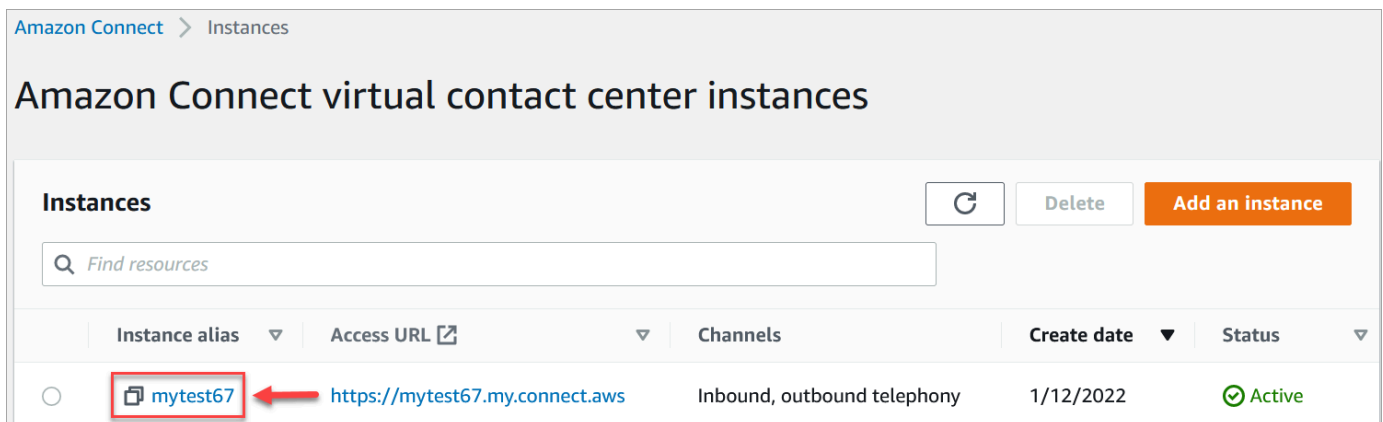 Amazon Connect > Instances
Amazon Connect virtual contact center instances
Instances
Delete
Add an instance
Find resources
Instance alias Access URL Channels Create date Status
mytest67 https://mytest67.my.connect.aws Inbound, outbound telephony 1/12/2022 Active